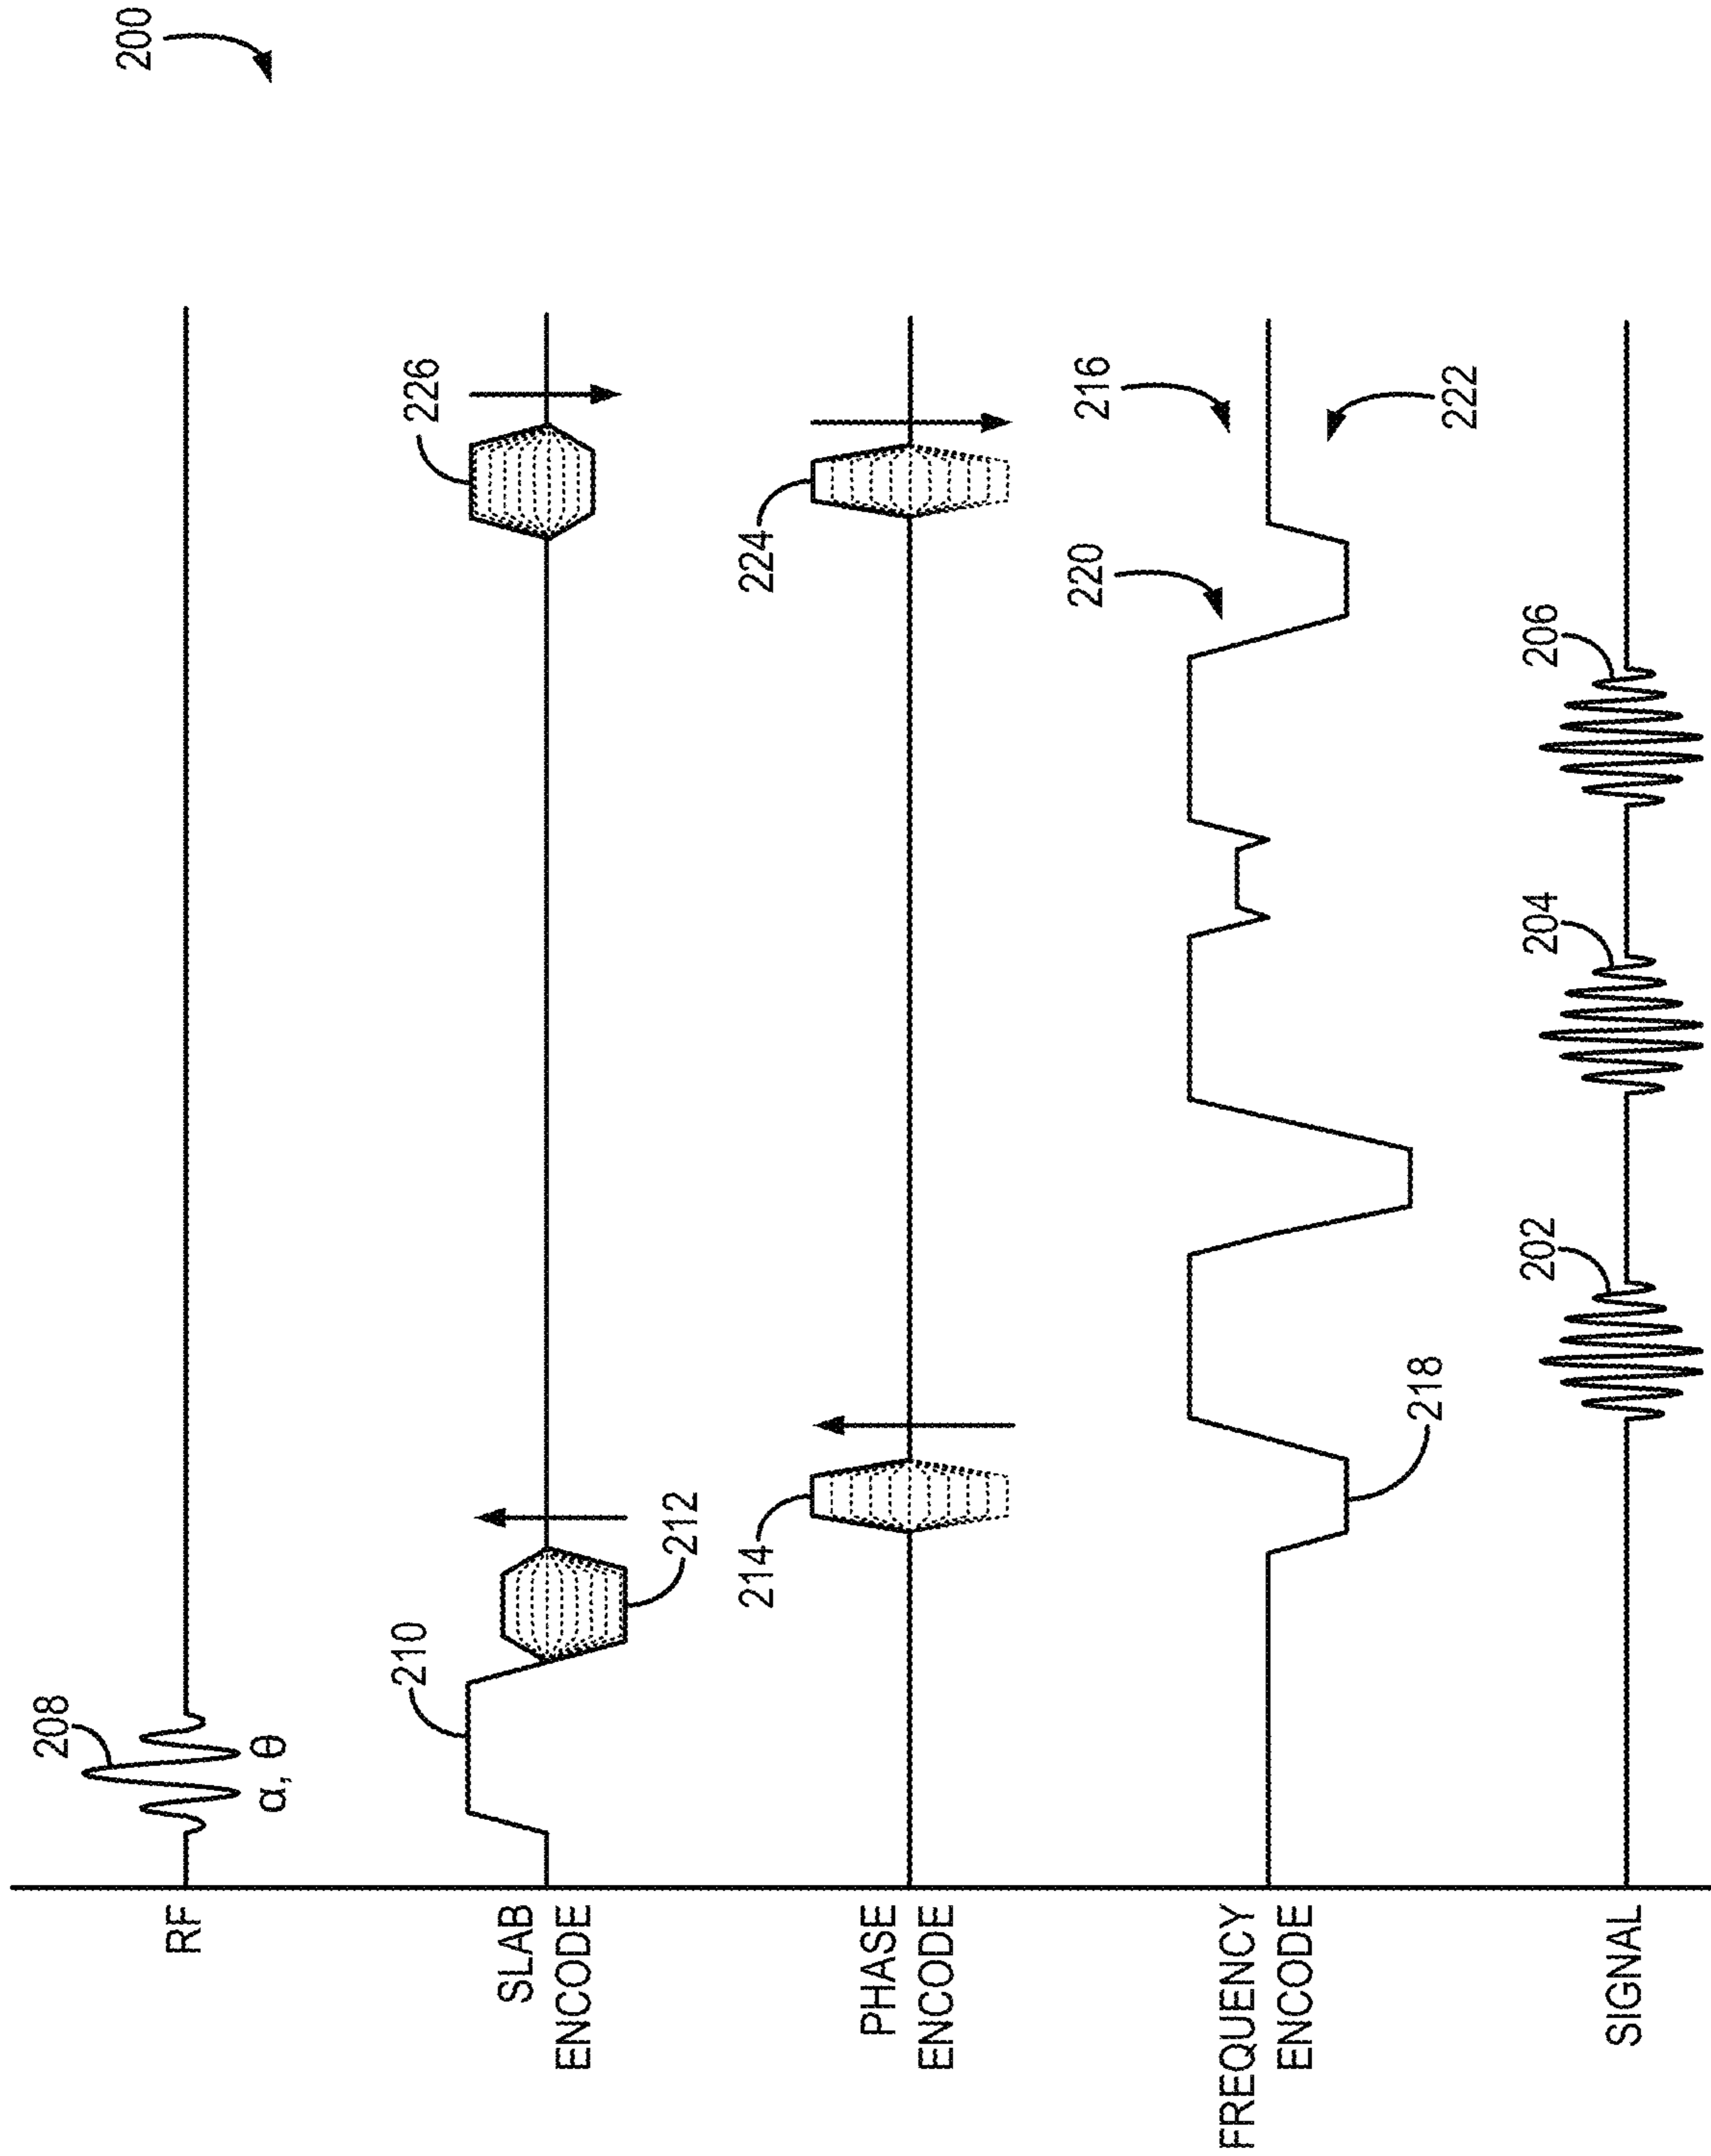 200
208
RF
α, θ
210
226
SLAB
ENCODE
212
214
224
PHASE
ENCODE
220
216
FREQUENCY
ENCODE
218
222
202
204
206
SIGNAL